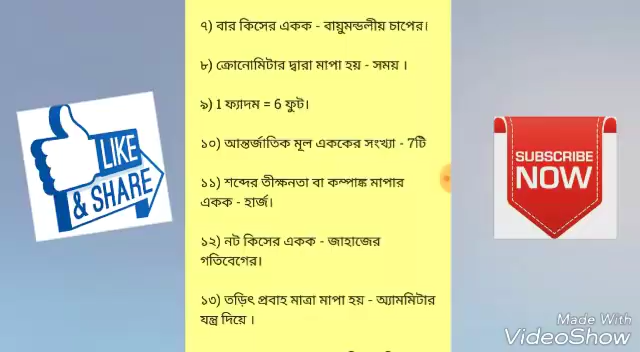 ৭) বার কিসের একক - বায়ুমন্ডলীয় চাপের।
৮) ক্রোনোমিটার দ্বারা মাপা হয় - সময় ।
৯) 1 ফ্যাদম = 6 ফুট।
১০) আন্তর্জাতিক মূল এককের সংখ্যা - 7টি
১১) শব্দের তীক্ষনতা বা কম্পাঙ্ক মাপার
একক - হার্জ।
১২) নট কিসের একক - জাহাজের
গতিবেগের।
১৩) তড়িৎ প্রবাহ মাত্রা মাপা হয় - অ্যামমিটার
যন্ত্র দিয়ে ।
LIKE
& SHARE
SUBSCRIBE
NOW
Made With
VideoShow